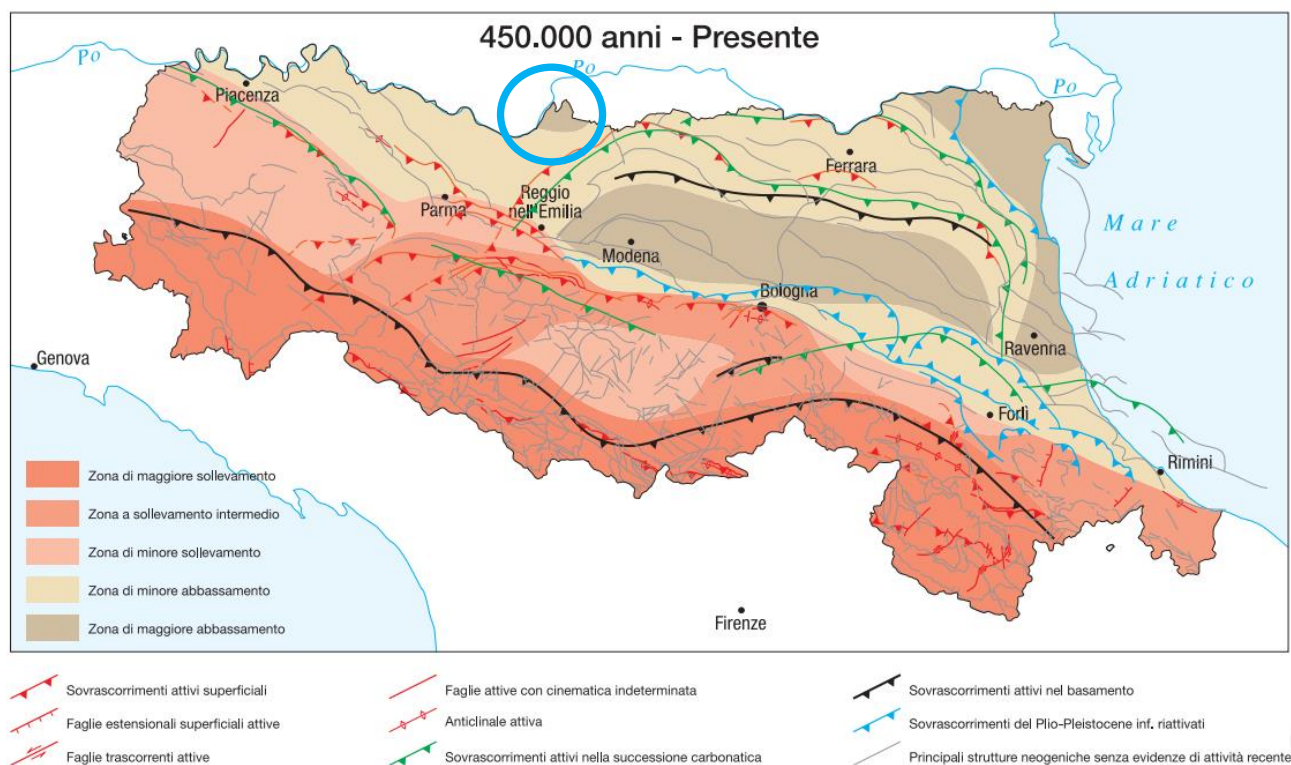 450.000 anni - Presente
Po
Po
Po
Piacenza
Parma
Reggio
nell'Emilia
Modena
Bologna
Ferrara
Ravenna
Forlì
Rimini
Genova
Firenze
Mare
Adriatico
Zona di maggiore sollevamento
Zona a sollevamento intermedio
Zona di minore sollevamento
Zona di minore abbassamento
Zona di maggiore abbassamento
Sovrascorrimenti attivi superficiali
Faglie estensionali superficiali attive
Faglie trascorrenti attive
Faglie attive con cinematica indeterminata
Anticlinale attiva
Sovrascorrimenti attivi nella successione carbonatica
Sovrascorrimenti attivi nel basamento
Sovrascorrimenti del Plio-Pleistocene inf. riattivati
Principali strutture neogeniche senza evidenze di attività recente